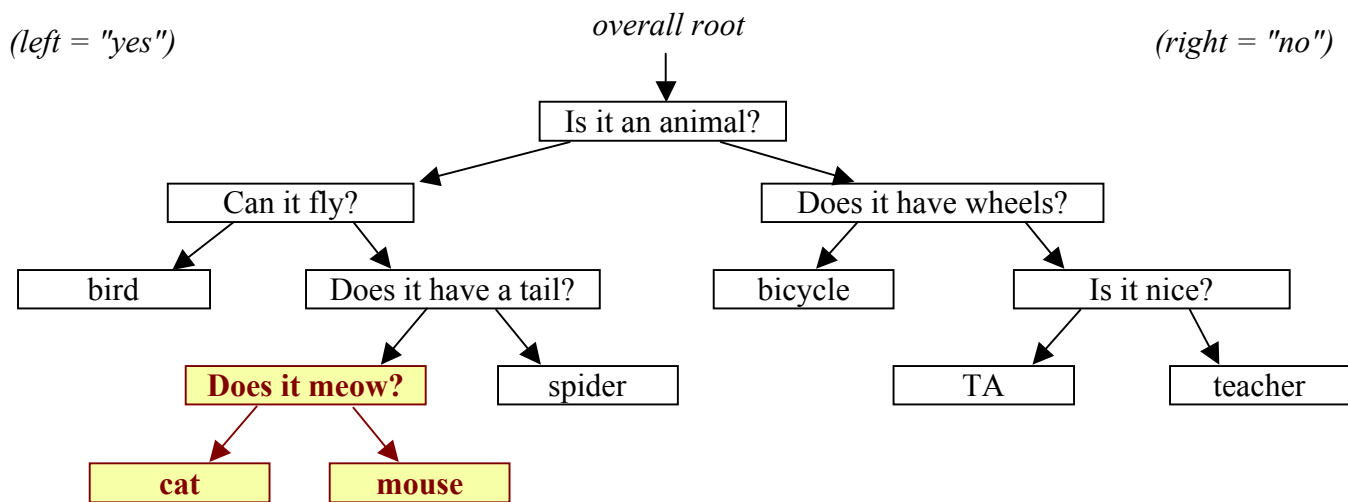 overall root
(left = "yes")
(right = "no")
Is it an animal?
Can it fly?
Does it have wheels?
bird
Does it have a tail?
bicycle
Is it nice?
Does it meow?
spider
TA
teacher
cat
mouse